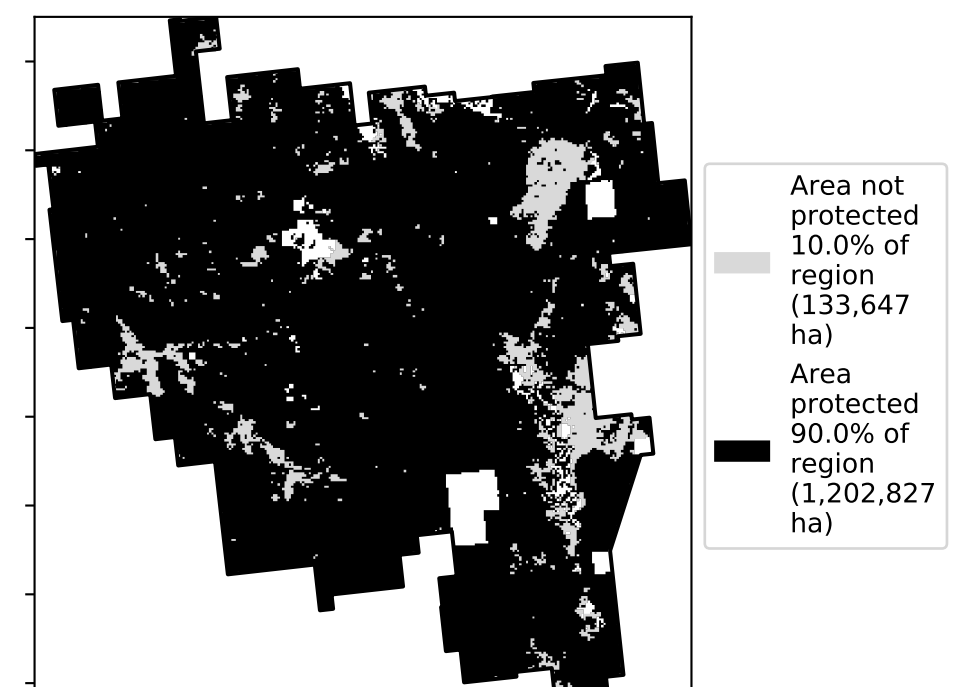 Area not
protected
10.0% of
region
(133,647
ha)
Area
protected
90.0% of
region
(1,202,827
ha)